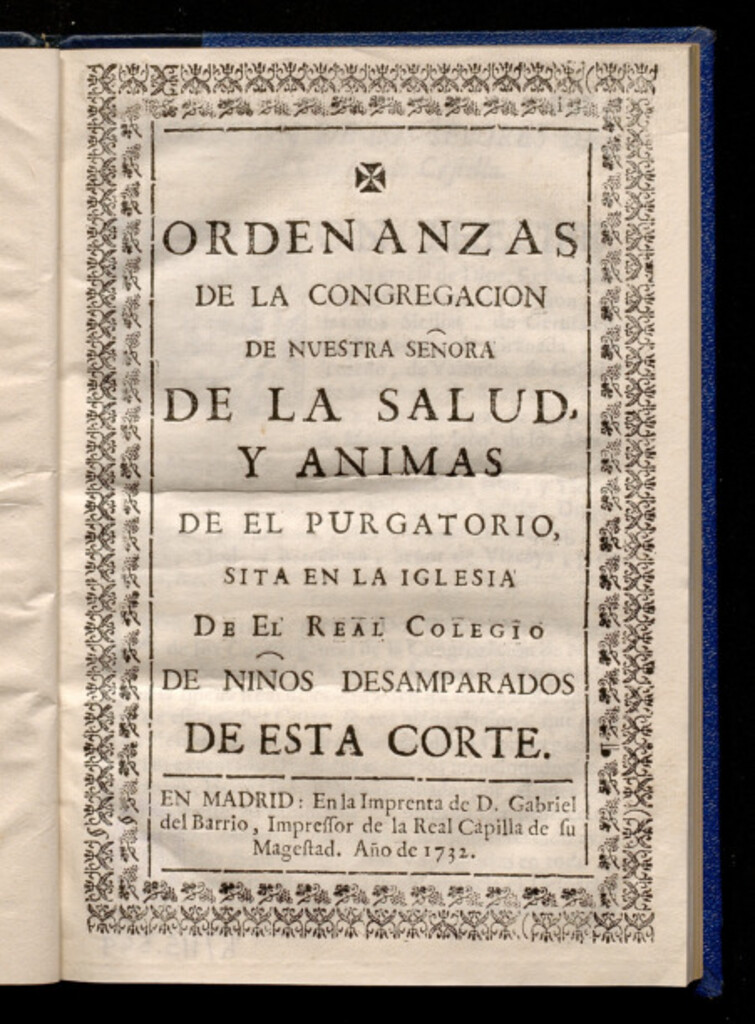 ✠
ORDENANZAS
DE LA CONGREGACION
DE NUESTRA SEÑORA
DE LA SALUD,
Y ANIMAS
DE EL PURGATORIO,
SITA EN LA IGLESIA
DE EL REAL COLEGIO
DE NIÑOS DESAMPARADOS
DE ESTA CORTE.
EN MADRID: En la Imprenta de D. Gabriel
del Barrio, Impreſſor de la Real Capilla de ſu
Mageſtad. Año de 1732.